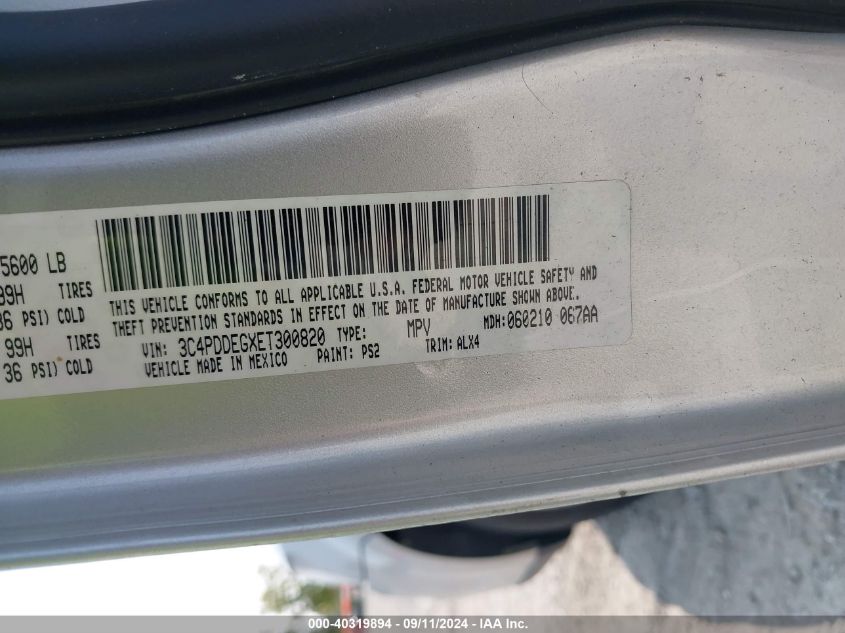 5600 LB
99H TIRES
36 PSI) COLD
99H TIRES
36 PSI) COLD
THIS VEHICLE CONFORMS TO ALL APPLICABLE U.S.A. FEDERAL MOTOR VEHICLE SAFETY AND
THEFT PREVENTION STANDARDS IN EFFECT ON THE DATE OF MANUFACTURE SHOWN ABOVE.
VIN: 3C4PDDEGXET300820 TYPE: MPV MDH: 060210 067AA
VEHICLE MADE IN MEXICO PAINT: PS2 TRIM: ALX4
000-40319894 - 09/11/2024 - IAA Inc.